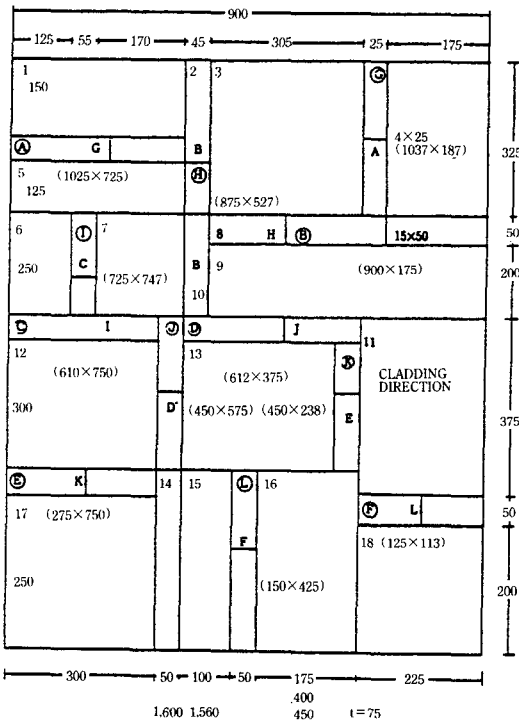 900
125 55 170 45 305 25 175
1 2 3 Ⓖ
150
4×25
Ⓐ G B A (1037×187)
325
5 (1025×725) Ⓗ
125
(875×527)
6 Ⓘ 7 8 H Ⓑ 15×50
50
C B 9
250 (900×175)
200
(725×747)
10
C I Ⓙ Ⓓ J
11
12 13
(610×750) (612×375) Ⓚ CLADDING
DIRECTION
375
300 D (450×575) (450×238) E
Ⓔ K 14 15 Ⓛ 16
Ⓕ L
50
17 (275×750)
F 18 (125×113)
250 (150×425)
200
300 50 100 50 175 225
.400
1.600 1.560 450 t=75